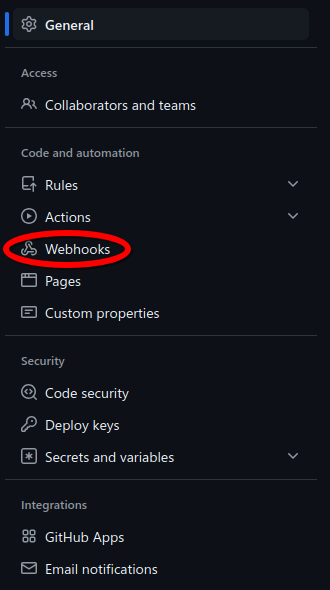 General
Access
Collaborators and teams
Code and automation
Rules
Actions
Webhooks
Pages
Custom properties
Security
Code security
Deploy keys
Secrets and variables
Integrations
GitHub Apps
Email notifications